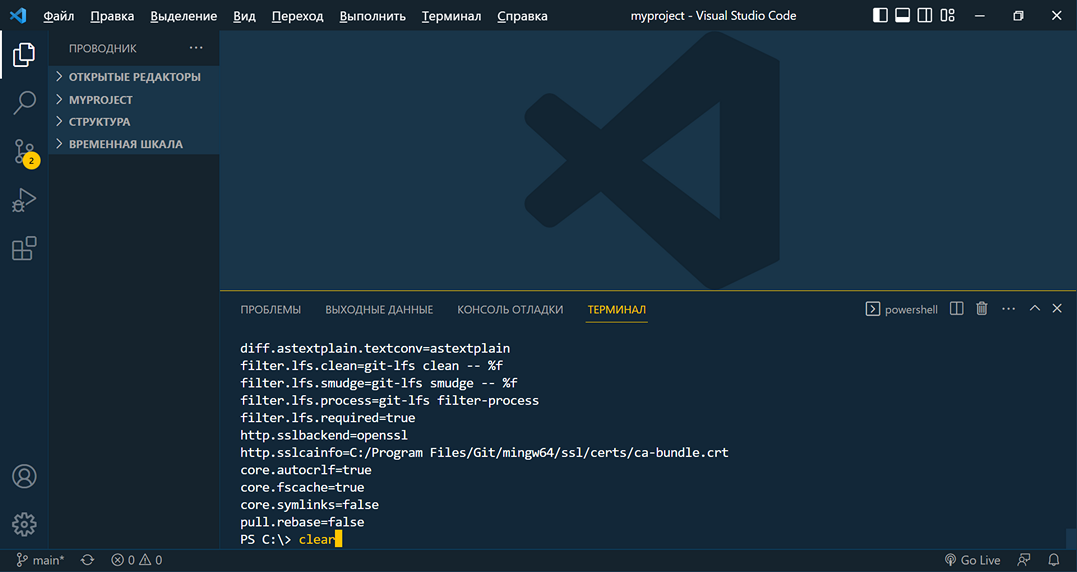 Файл Правка Выделение Вид Переход Выполнить Терминал Справка myproject - Visual Studio Code
ПРОВОДНИК ···
ОТКРЫТЫЕ РЕДАКТОРЫ
MYPROJECT
СТРУКТУРА
ВРЕМЕННАЯ ШКАЛА
2
ПРОБЛЕМЫ ВЫХОДНЫЕ ДАННЫЕ КОНСОЛЬ ОТЛАДКИ ТЕРМИНАЛ powershell ···
diff.astextplain.textconv=astextplain
filter.lfs.clean=git-lfs clean -- %f
filter.lfs.smudge=git-lfs smudge -- %f
filter.lfs.process=git-lfs filter-process
filter.lfs.required=true
http.sslbackend=openssl
http.sslcainfo=C:/Program Files/Git/mingw64/ssl/certs/ca-bundle.crt
core.autocrlf=true
core.fscache=true
core.symlinks=false
pull.rebase=false
PS C:\> clear
main* 0 0 Go Live